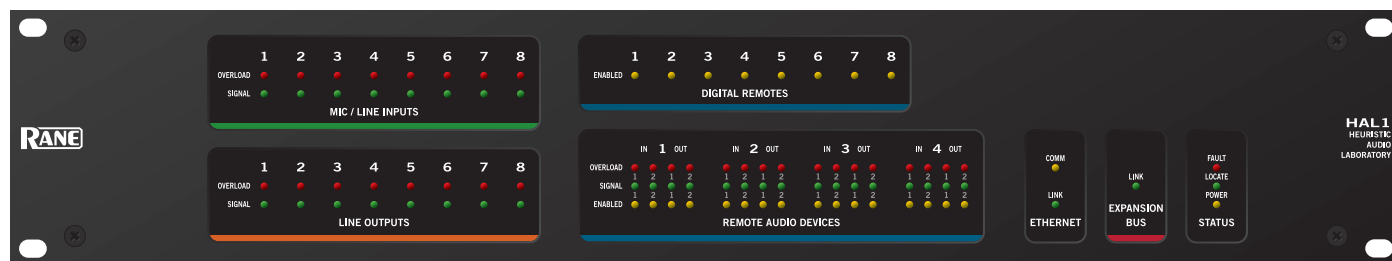 RANE
1 2 3 4 5 6 7 8
OVERLOAD
SIGNAL
MIC / LINE INPUTS
1 2 3 4 5 6 7 8
OVERLOAD
SIGNAL
LINE OUTPUTS
1 2 3 4 5 6 7 8
ENABLED
DIGITAL REMOTES
IN 1 OUT IN 2 OUT IN 3 OUT IN 4 OUT
OVERLOAD
1 2 1 2 1 2 1 2 1 2 1 2 1 2 1 2
SIGNAL
1 2 1 2 1 2 1 2 1 2 1 2 1 2 1 2
ENABLED
REMOTE AUDIO DEVICES
COMM
LINK
ETHERNET
LINK
EXPANSION
BUS
FAULT
LOCATE
POWER
STATUS
HAL1
HEURISTIC
AUDIO
LABORATORY